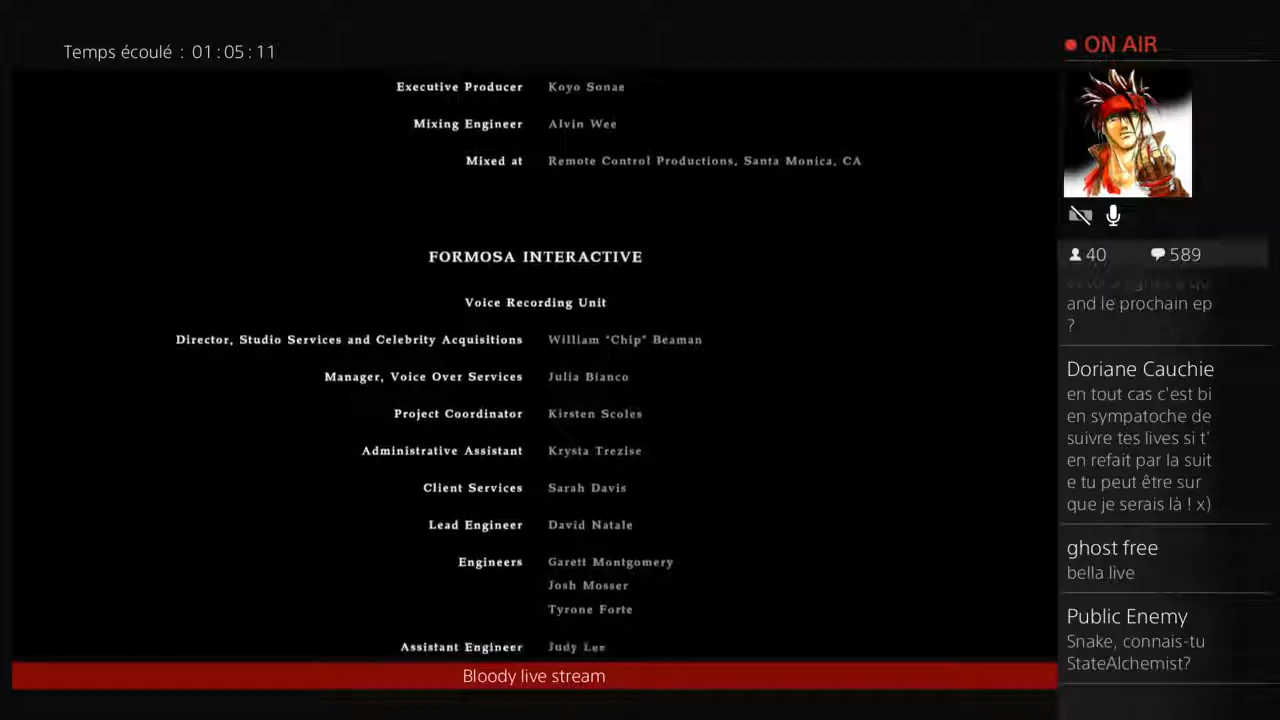 Temps écoulé : 01:05:11
Executive Producer Koyo Sonae
Mixing Engineer Alvin Wee
Mixed at Remote Control Productions, Santa Monica, CA
FORMOSA INTERACTIVE
Voice Recording Unit
Director, Studio Services and Celebrity Acquisitions William "Chip" Beaman
Manager, Voice Over Services Julia Bianco
Project Coordinator Kirsten Scoles
Administrative Assistant Krysta Trezise
Client Services Sarah Davis
Lead Engineer David Natale
Engineers Garett Montgomery
Josh Mosser
Tyrone Forte
Assistant Engineer Judy Lee
Bloody live stream
ON AIR
40 589
and le prochain ep
?
Doriane Cauchie
en tout cas c'est bi
en sympatoche de
suivre tes lives si t'
en refait par la suit
e tu peut être sur
que je serais là ! x)
ghost free
bella live
Public Enemy
Snake, connais-tu
StateAlchemist?